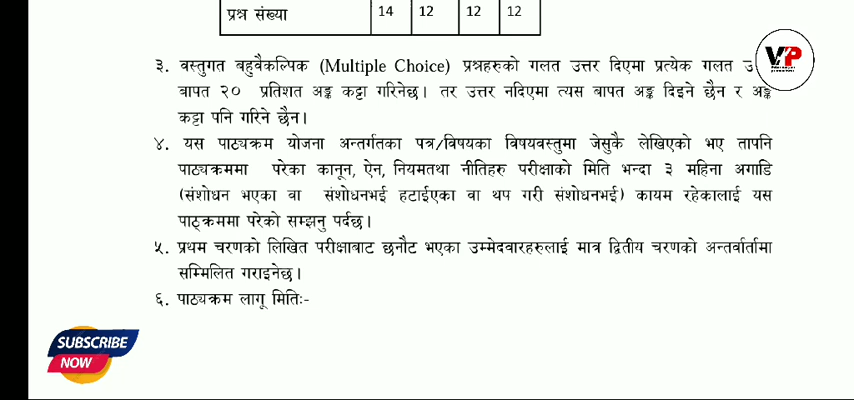 प्रश्न संख्या 14 12 12 12
३. वस्तुगत बहुवैकल्पिक (Multiple Choice) प्रश्नहरुको गलत उत्तर दिएमा प्रत्येक गलत उ
बापत २० प्रतिशत अङ्क कट्टा गरिनेछ। तर उत्तर नदिएमा त्यस बापत अङ्क दिइने छैन र अङ्क
कट्टा पनि गरिने छैन।
४. यस पाठ्यक्रम योजना अन्तर्गतका पत्र/विषयका विषयवस्तुमा जेसुकै लेखिएको भए तापनि
पाठ्यक्रममा परेका कानून, ऐन, नियमतथा नीतिहरु परीक्षाको मिति भन्दा ३ महिना अगाडि
(संशोधन भएका वा संशोधनभई हटाईएका वा थप गरी संशोधनभई) कायम रहेकालाई यस
पाठ्क्रममा परेको सम्झनु पर्दछ।
५. प्रथम चरणको लिखित परीक्षाबाट छनौट भएका उम्मेदवारहरुलाई मात्र द्वितीय चरणको अन्तर्वार्तामा
सम्मिलित गराइनेछ।
६. पाठ्यक्रम लागू मितिः-
VP
SUBSCRIBE
NOW